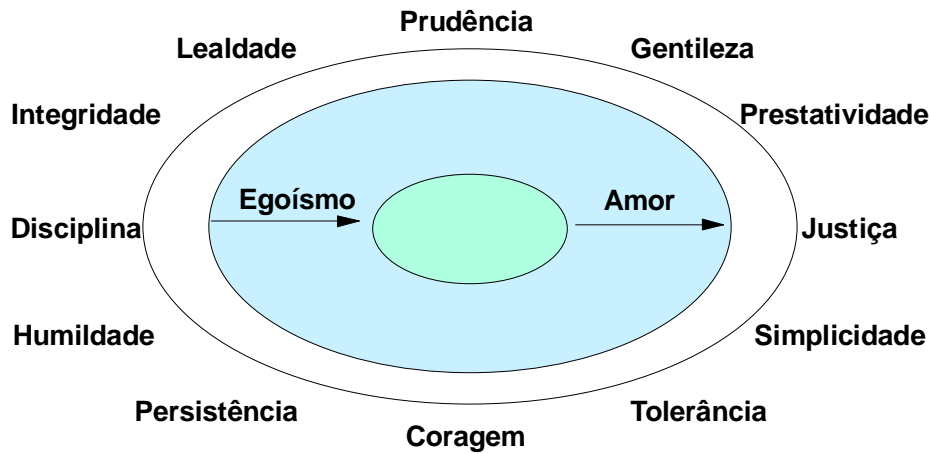 Prudência
Lealdade
Gentileza
Integridade
Prestatividade
Egoísmo
Amor
Disciplina
Justiça
Humildade
Simplicidade
Persistência
Tolerância
Coragem